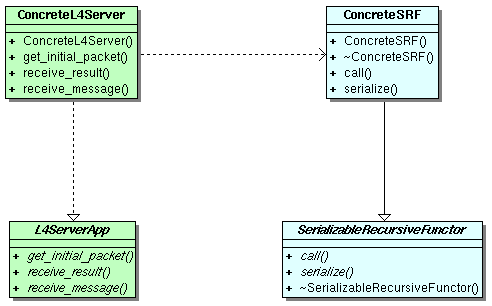 ConcreteL4Server
+ ConcreteL4Server()
+ get_initial_packet()
+ receive_result()
+ receive_message()
ConcreteSRF
+ ConcreteSRF()
+ ~ConcreteSRF()
+ call()
+ serialize()
L4ServerApp
+ get_initial_packet()
+ receive_result()
+ receive_message()
SerializableRecursiveFunctor
+ call()
+ serialize()
+ ~SerializableRecursiveFunctor()